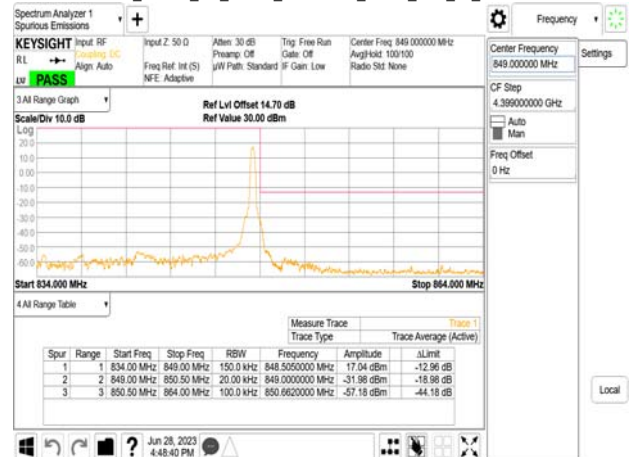 Spectrum Analyzer 1
Spurious Emissions
+
Frequency
KEYSIGHT
Input: RF
Coupling: DC
Align: Auto
Input Z: 50 Ω
Freq Ref: Int (S)
NFE: Adaptive
Atten: 30 dB
Preamp: Off
µW Path: Standard
Trig: Free Run
Gate: Off
IF Gain: Low
Center Freq: 849.000000 MHz
Avg|Hold: 100/100
Radio Std: None
RL
LV
PASS
Center Frequency
849.000000 MHz
Settings
CF Step
4.399000000 GHz
Auto
Man
Freq Offset
0 Hz
3 All Range Graph
Scale/Div 10.0 dB
Ref Lvl Offset 14.70 dB
Ref Value 30.00 dBm
Log
20.0
10.0
0.00
-10.0
-20.0
-30.0
-40.0
-50.0
-60.0
Start 834.000 MHz
Stop 864.000 MHz
4 All Range Table
Measure Trace Trace 1
Trace Type Trace Average (Active)
Spur Range Start Freq Stop Freq RBW Frequency Amplitude ΔLimit
1 1 834.00 MHz 849.00 MHz 150.0 kHz 848.5050000 MHz 17.04 dBm -12.96 dB
2 2 849.00 MHz 850.50 MHz 20.00 kHz 849.0000000 MHz -31.98 dBm -18.98 dB
3 3 850.50 MHz 864.00 MHz 100.0 kHz 850.6620000 MHz -57.18 dBm -44.18 dB
Local
?
Jun 28, 2023
4:48:40 PM